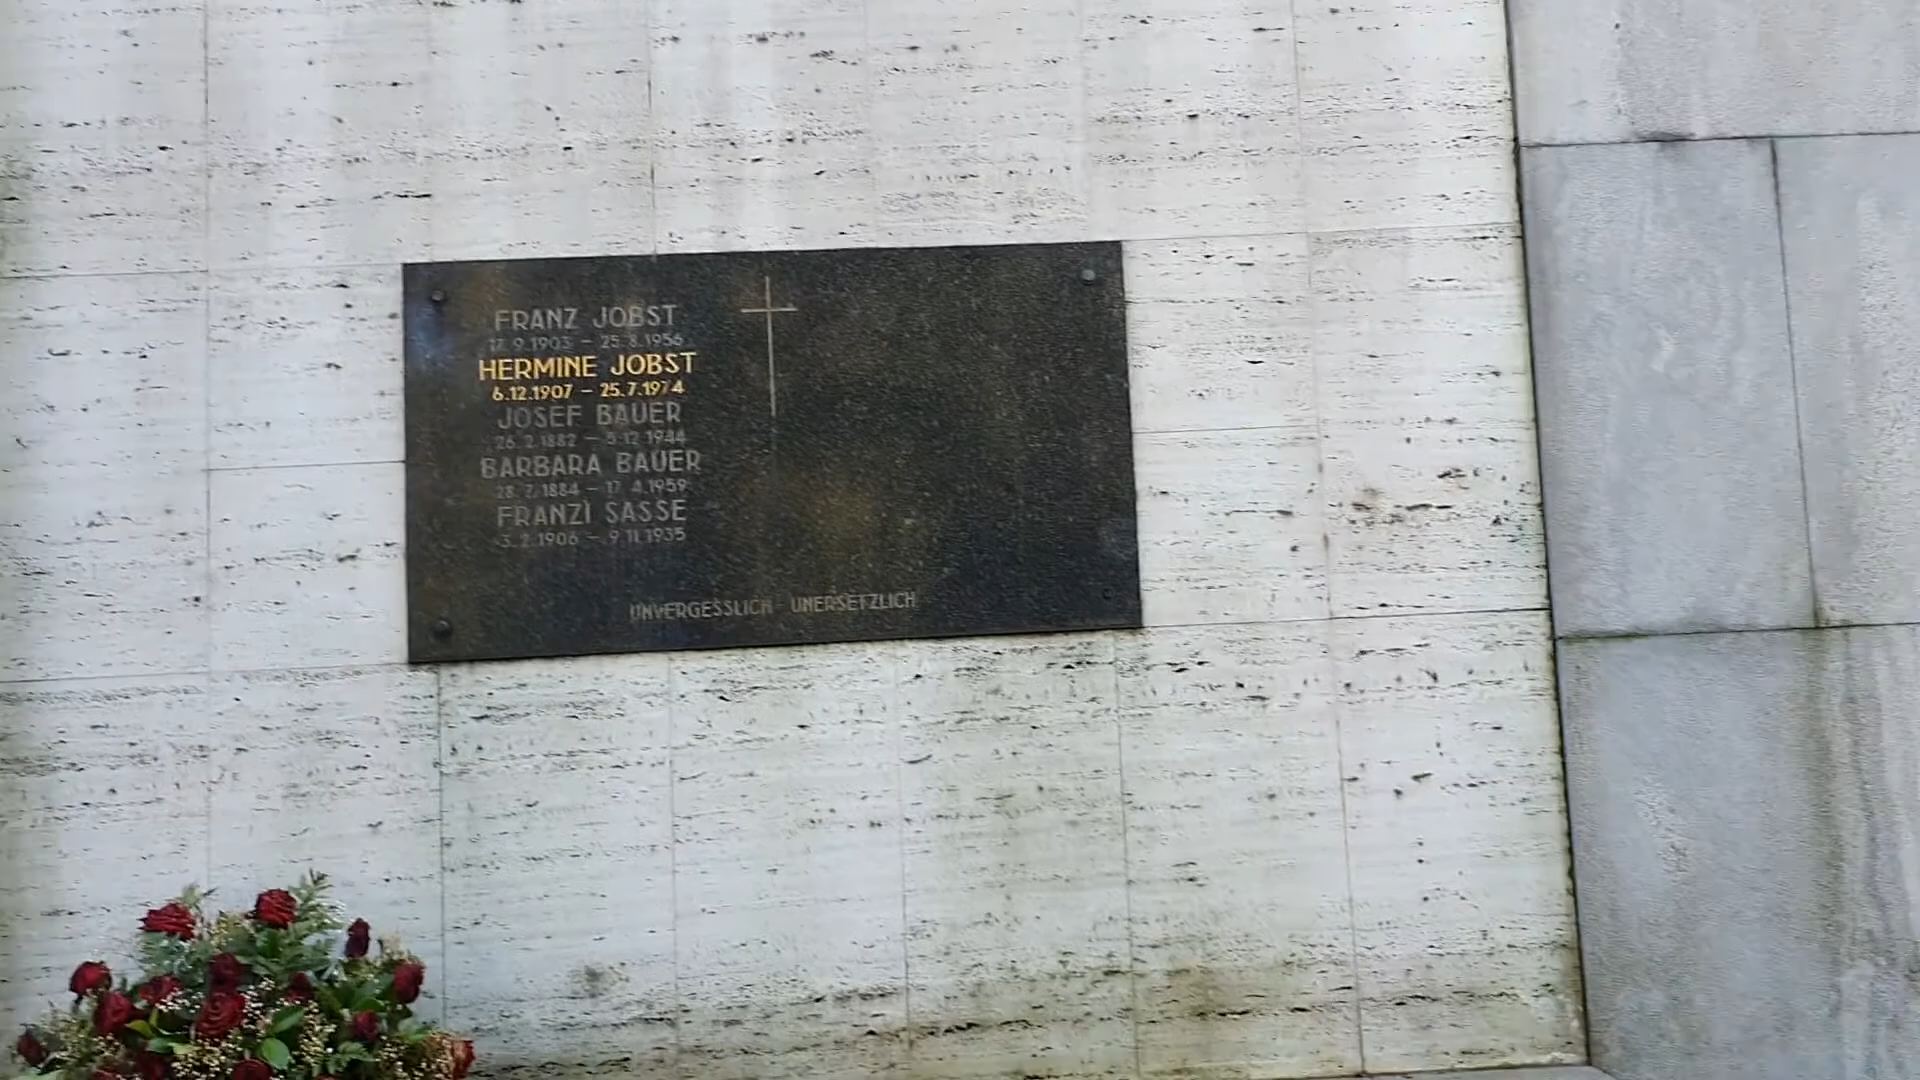 FRANZ JOBST
17.9.1903 – 25.8.1956
HERMINE JOBST
6.12.1907 – 25.7.1974
JOSEF BAUER
26.2.1882 – 5.12.1944
BARBARA BAUER
28.7.1884 – 17.4.1959
FRANZI SASSE
3.2.1906 – 9.11.1935
UNVERGESSLICH - UNERSETZLICH